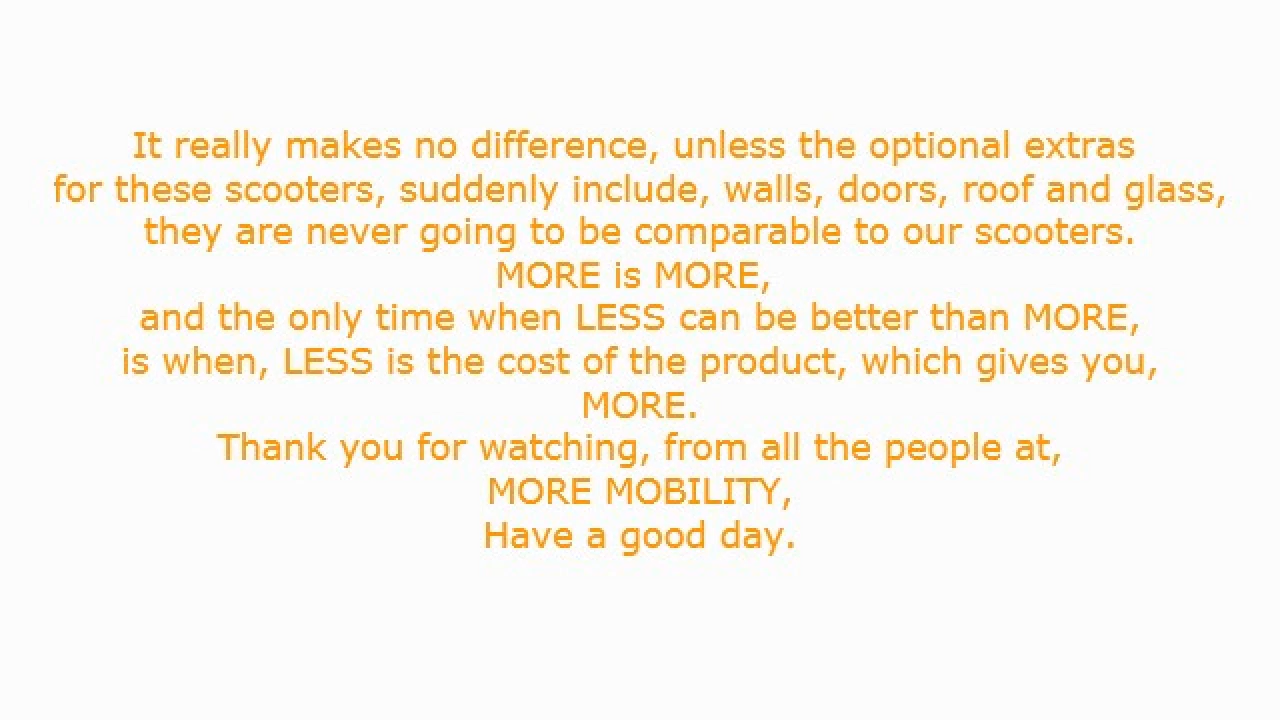 It really makes no difference, unless the optional extras
for these scooters, suddenly include, walls, doors, roof and glass,
they are never going to be comparable to our scooters.
MORE is MORE,
and the only time when LESS can be better than MORE,
is when, LESS is the cost of the product, which gives you,
MORE.
Thank you for watching, from all the people at,
MORE MOBILITY,
Have a good day.